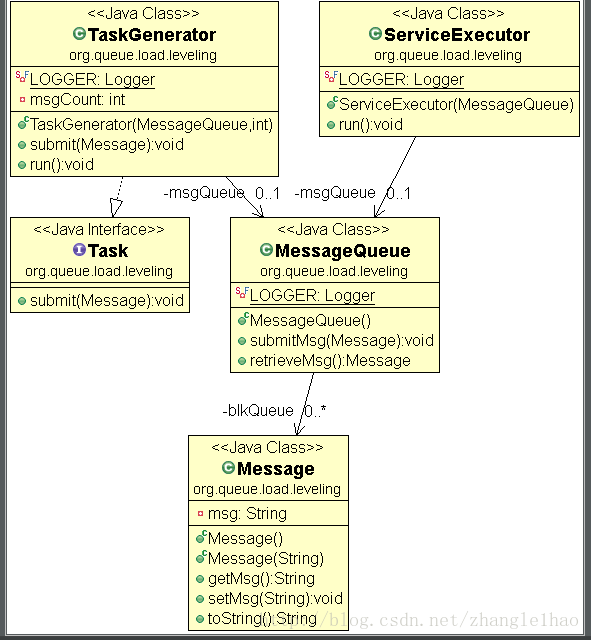 <<Java Class>>
TaskGenerator
org.queue.load.leveling
LOGGER: Logger
msgCount: int
TaskGenerator(MessageQueue,int)
submit(Message):void
run():void
<<Java Class>>
ServiceExecutor
org.queue.load.leveling
LOGGER: Logger
ServiceExecutor(MessageQueue)
run():void
-msgQueue 0..1
-msgQueue 0..1
<<Java Interface>>
Task
org.queue.load.leveling
submit(Message):void
<<Java Class>>
MessageQueue
org.queue.load.leveling
LOGGER: Logger
MessageQueue()
submitMsg(Message):void
retrieveMsg():Message
-blkQueue 0..*
<<Java Class>>
Message
org.queue.load.leveling
msg: String
Message()
Message(String)
getMsg():String
setMsg(String):void
toString():String
http://blog.csdn.net/zhanglelhao